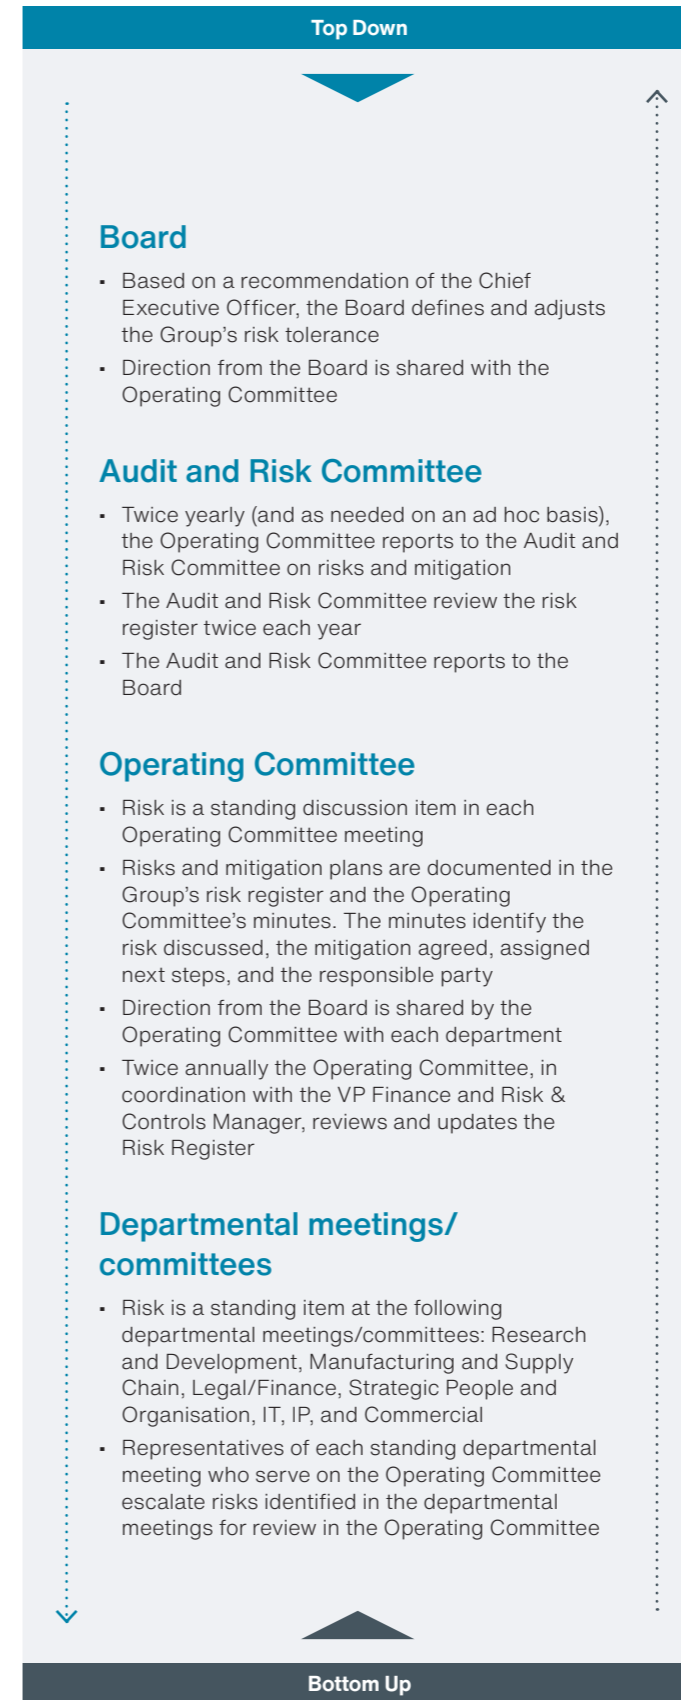 Top Down
Board
▪ Based on a recommendation of the Chief
Executive Officer, the Board defines and adjusts
the Group’s risk tolerance
▪ Direction from the Board is shared with the
Operating Committee
Audit and Risk Committee
▪ Twice yearly (and as needed on an ad hoc basis),
the Operating Committee reports to the Audit and
Risk Committee on risks and mitigation
▪ The Audit and Risk Committee review the risk
register twice each year
▪ The Audit and Risk Committee reports to the
Board
Operating Committee
▪ Risk is a standing discussion item in each
Operating Committee meeting
▪ Risks and mitigation plans are documented in the
Group’s risk register and the Operating
Committee’s minutes. The minutes identify the
risk discussed, the mitigation agreed, assigned
next steps, and the responsible party
▪ Direction from the Board is shared by the
Operating Committee with each department
▪ Twice annually the Operating Committee, in
coordination with the VP Finance and Risk &
Controls Manager, reviews and updates the
Risk Register
Departmental meetings/
committees
▪ Risk is a standing item at the following
departmental meetings/committees: Research
and Development, Manufacturing and Supply
Chain, Legal/Finance, Strategic People and
Organisation, IT, IP, and Commercial
▪ Representatives of each standing departmental
meeting who serve on the Operating Committee
escalate risks identified in the departmental
meetings for review in the Operating Committee
Bottom Up